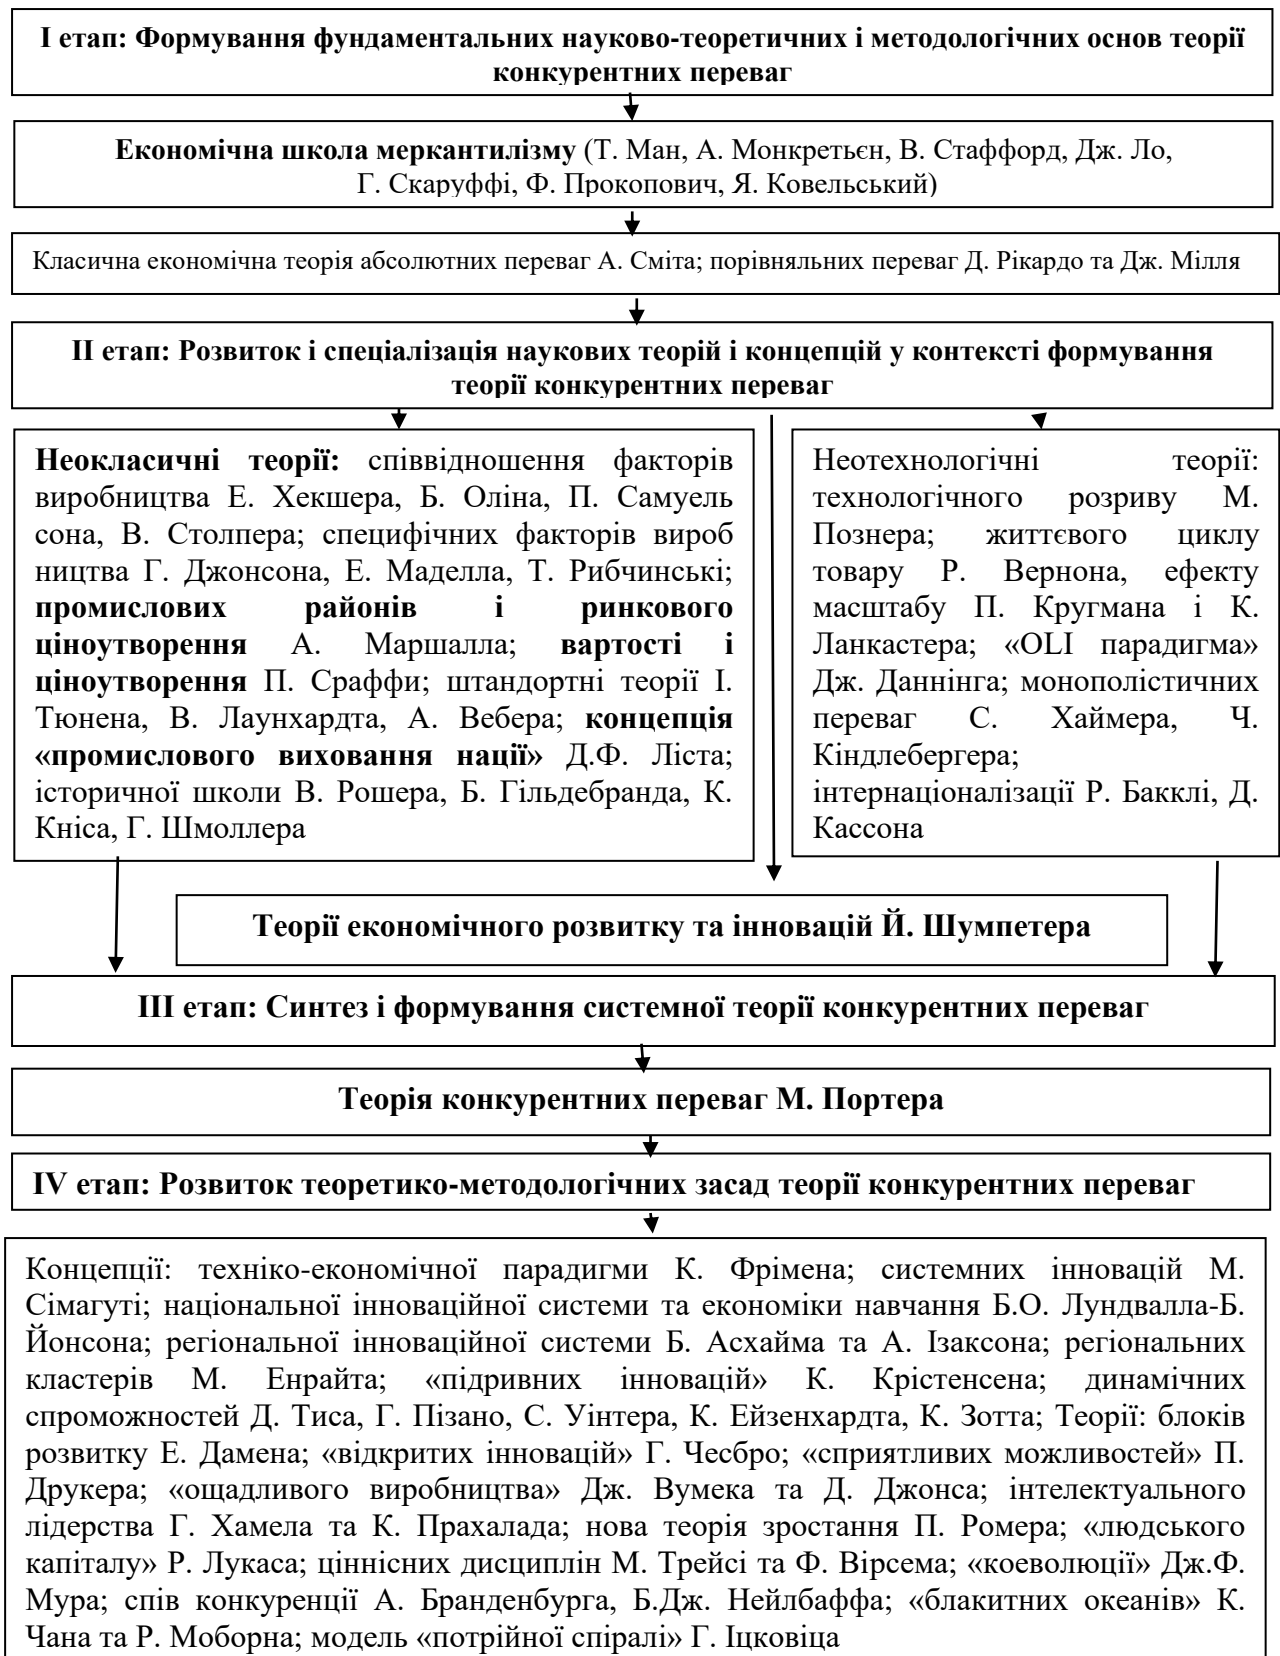 І етап: Формування фундаментальних науково-теоретичних і методологічних основ теорії
конкурентних переваг
Економічна школа меркантилізму (Т. Ман, А. Монкретьєн, В. Стаффорд, Дж. Ло,
Г. Скаруффі, Ф. Прокопович, Я. Ковельський)
Класична економічна теорія абсолютних переваг А. Сміта; порівняльних переваг Д. Рікардо та Дж. Мілля
ІІ етап: Розвиток і спеціалізація наукових теорій і концепцій у контексті формування
теорії конкурентних переваг
Неокласичні теорії: співвідношення факторів
виробництва Е. Хекшера, Б. Оліна, П. Самуель
сона, В. Столпера; специфічних факторів вироб
ництва Г. Джонсона, Е. Маделла, Т. Рибчинські;
промислових районів і ринкового
ціноутворення А. Маршалла; вартості і
ціноутворення П. Сраффи; штандортні теорії І.
Тюнена, В. Лаунхардта, А. Вебера; концепція
«промислового виховання нації» Д.Ф. Ліста;
історичної школи В. Рошера, Б. Гільдебранда, К.
Кніса, Г. Шмоллера
Неотехнологічні теорії:
технологічного розриву М.
Познера; життєвого циклу
товару Р. Вернона, ефекту
масштабу П. Кругмана і К.
Ланкастера; «OLI парадигма»
Дж. Даннінга; монополістичних
переваг С. Хаймера, Ч.
Кіндлебергера;
інтернаціоналізації Р. Бакклі, Д.
Кассона
Теорії економічного розвитку та інновацій Й. Шумпетера
ІІІ етап: Синтез і формування системної теорії конкурентних переваг
Теорія конкурентних переваг М. Портера
IV етап: Розвиток теоретико-методологічних засад теорії конкурентних переваг
Концепції: техніко-економічної парадигми К. Фрімена; системних інновацій М.
Сімагуті; національної інноваційної системи та економіки навчання Б.О. Лундвалла-Б.
Йонсона; регіональної інноваційної системи Б. Асхайма та А. Ізаксона; регіональних
кластерів М. Енрайта; «підривних інновацій» К. Крістенсена; динамічних
спроможностей Д. Тиса, Г. Пізано, С. Уінтера, К. Ейзенхардта, К. Зотта; Теорії: блоків
розвитку Е. Дамена; «відкритих інновацій» Г. Чесбро; «сприятливих можливостей» П.
Друкера; «ощадливого виробництва» Дж. Вумека та Д. Джонса; інтелектуального
лідерства Г. Хамела та К. Прахалада; нова теорія зростання П. Ромера; «людського
капіталу» Р. Лукаса; ціннісних дисциплін М. Трейсі та Ф. Вірсема; «коеволюції» Дж.Ф.
Мура; спів конкуренції А. Бранденбурга, Б.Дж. Нейлбаффа; «блакитних океанів» К.
Чана та Р. Моборна; модель «потрійної спіралі» Г. Іцковіца